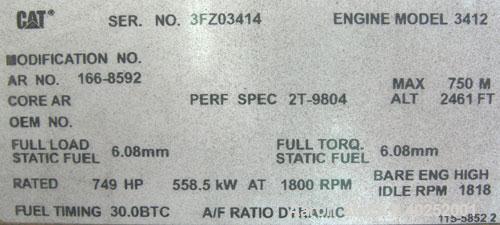 CAT® SER. NO. 3FZ03414 ENGINE MODEL 3412
MODIFICATION NO.
AR NO. 166-8592 MAX 750 M
CORE AR PERF SPEC 2T-9804 ALT 2461 FT
OEM NO.
FULL LOAD STATIC FUEL 6.08mm FULL TORQ. STATIC FUEL 6.08mm
RATED 749 HP 558.5 kW AT 1800 RPM BARE ENG HIGH IDLE RPM 1818
FUEL TIMING 30.0BTC A/F RATIO DYNAMIC
115-5852 2